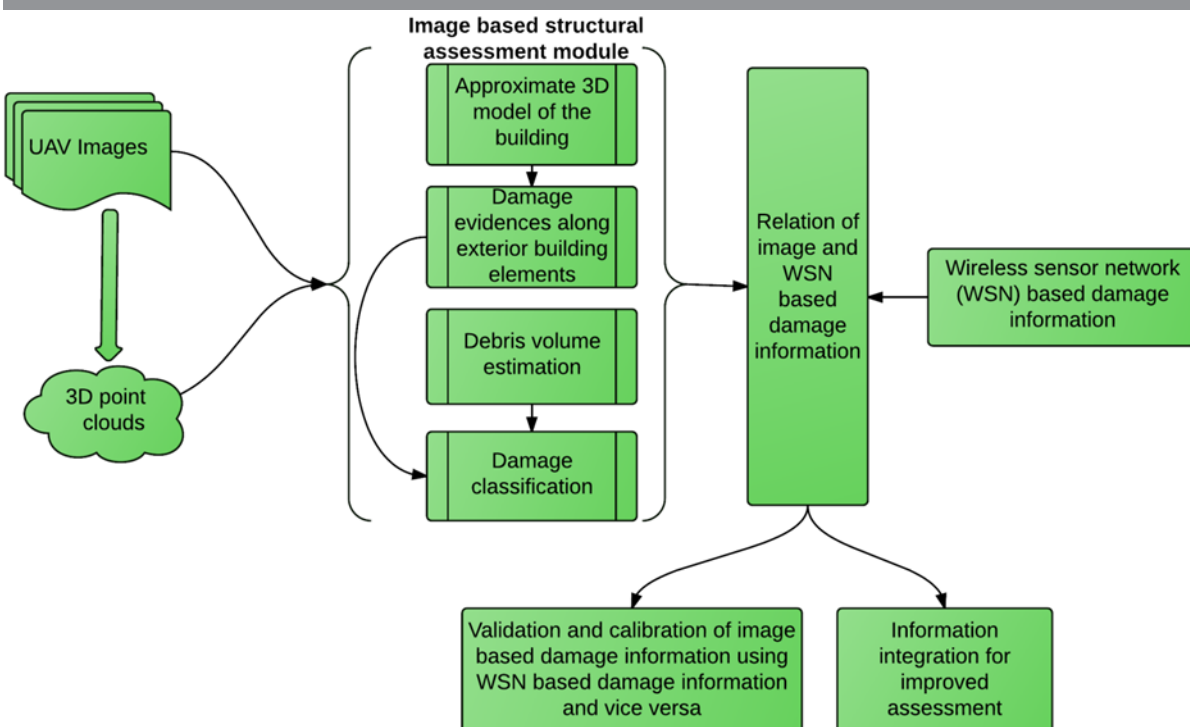 Image based structural
assessment module
UAV Images
3D point
clouds
Approximate 3D
model of the
building
Damage
evidences along
exterior building
elements
Debris volume
estimation
Damage
classification
Relation of
image and
WSN
based
damage
information
Wireless sensor network
(WSN) based damage
information
Validation and calibration of image
based damage information using
WSN based damage information
and vice versa
Information
integration for
improved
assessment